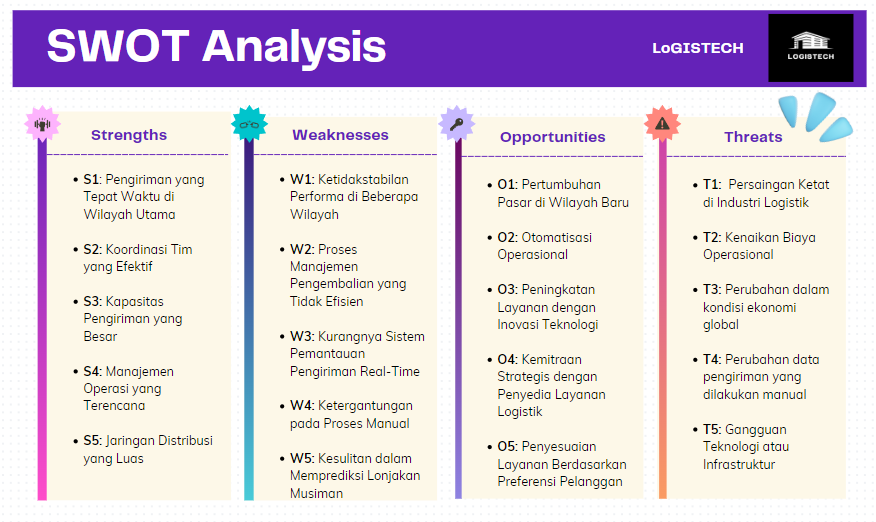 SWOT Analysis
LoGISTECH
LOGISTECH
Strengths
• S1: Pengiriman yang
Tepat Waktu di
Wilayah Utama
• S2: Koordinasi Tim
yang Efektif
• S3: Kapasitas
Pengiriman yang
Besar
• S4: Manajemen
Operasi yang
Terencana
• S5: Jaringan Distribusi
yang Luas
Weaknesses
• W1: Ketidakstabilan
Performa di Beberapa
Wilayah
• W2: Proses
Manajemen
Pengembalian yang
Tidak Efisien
• W3: Kurangnya Sistem
Pemantauan
Pengiriman Real-Time
• W4: Ketergantungan
pada Proses Manual
• W5: Kesulitan dalam
Memprediksi Lonjakan
Musiman
Opportunities
• O1: Pertumbuhan
Pasar di Wilayah Baru
• O2: Otomatisasi
Operasional
• O3: Peningkatan
Layanan dengan
Inovasi Teknologi
• O4: Kemitraan
Strategis dengan
Penyedia Layanan
Logistik
• O5: Penyesuaian
Layanan Berdasarkan
Preferensi Pelanggan
Threats
• T1: Persaingan Ketat
di Industri Logistik
• T2: Kenaikan Biaya
Operasional
• T3: Perubahan dalam
kondisi ekonomi
global
• T4: Perubahan data
pengiriman yang
dilakukan manual
• T5: Gangguan
Teknologi atau
Infrastruktur